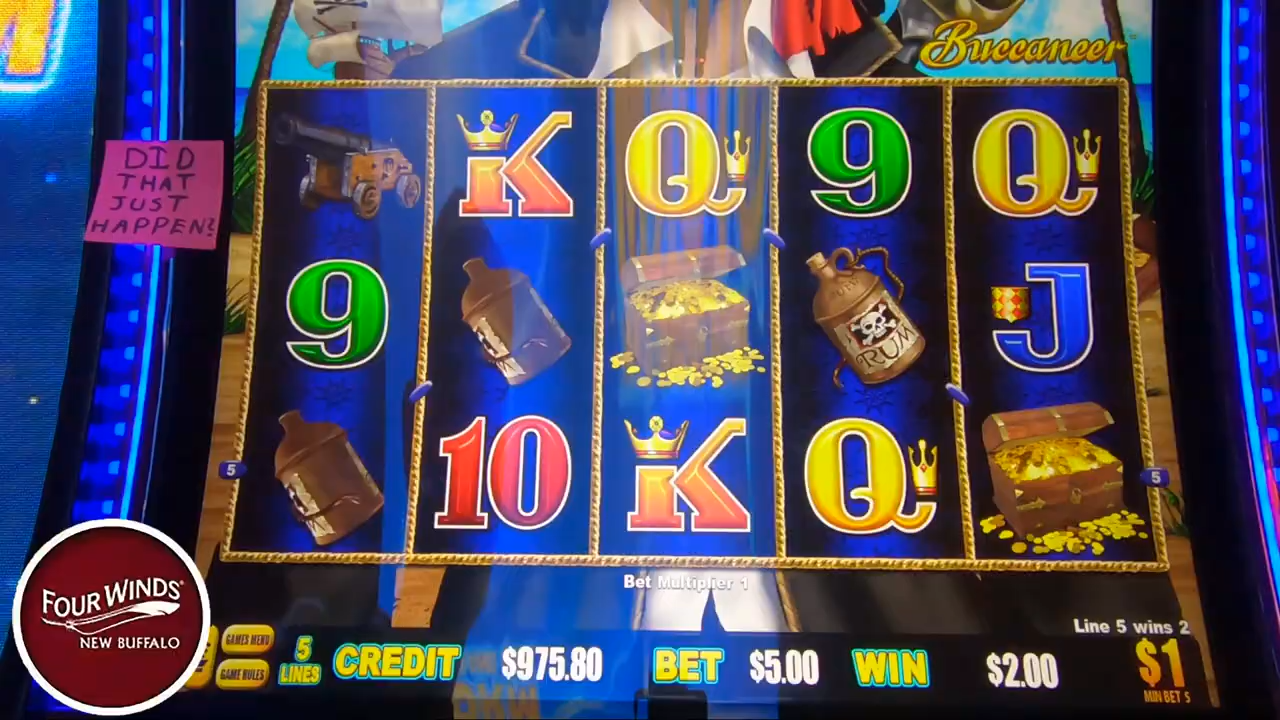 Buccaneer
DID
THAT
JUST
HAPPEN?
K Q 9 Q
9 J
RUM
10 K Q
5 5
Bet Multiplier 1
Line 5 wins 2
FOUR WINDS
NEW BUFFALO
GAMES MENU
GAME RULES
5
LINES
CREDIT $975.80 BET $5.00 WIN $2.00
$1
MIN BET 5